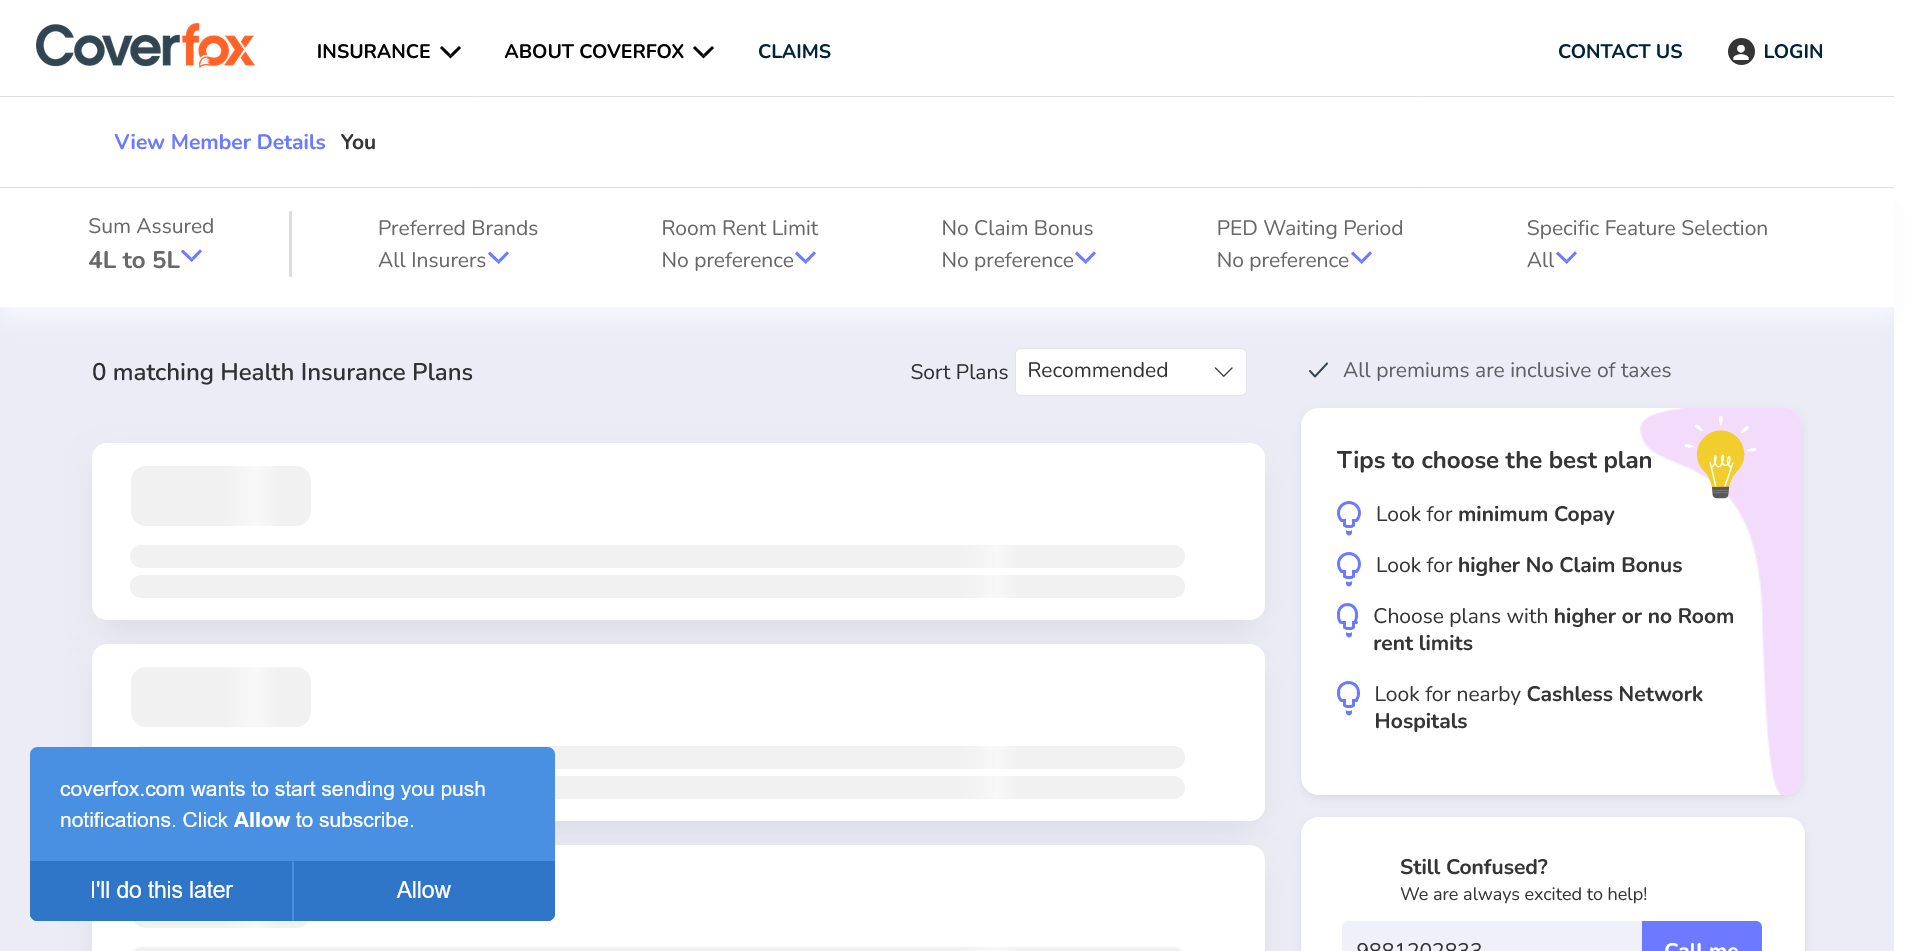 Coverfox
INSURANCE
ABOUT COVERFOX
CLAIMS
CONTACT US
LOGIN
View Member Details You
Sum Assured
4L to 5L
Preferred Brands
All Insurers
Room Rent Limit
No preference
No Claim Bonus
No preference
PED Waiting Period
No preference
Specific Feature Selection
All
0 matching Health Insurance Plans
Sort Plans
Recommended
All premiums are inclusive of taxes
Tips to choose the best plan
Look for minimum Copay
Look for higher No Claim Bonus
Choose plans with higher or no Room
rent limits
Look for nearby Cashless Network
Hospitals
coverfox.com wants to start sending you push
notifications. Click Allow to subscribe.
I'll do this later
Allow
Still Confused?
We are always excited to help!
9881202833
Call me